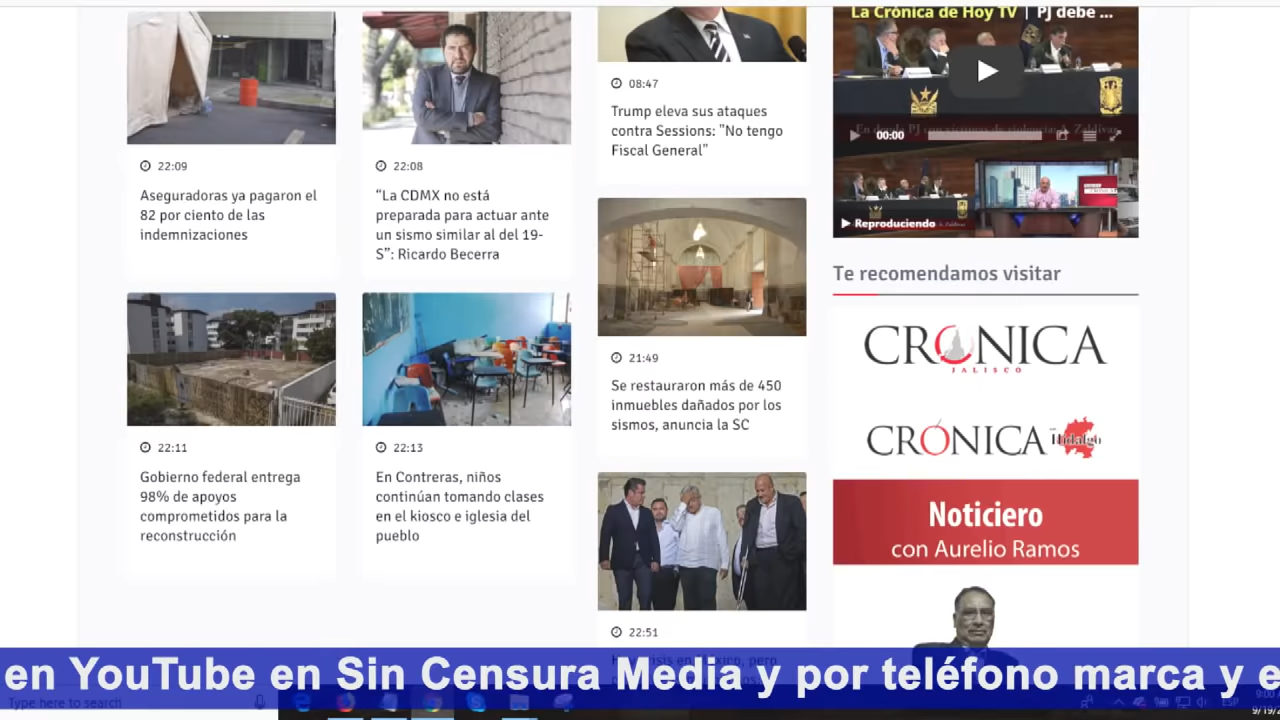 22:09
Aseguradoras ya pagaron el
82 por ciento de las
indemnizaciones
22:08
“La CDMX no está
preparada para actuar ante
un sismo similar al del 19-
S”: Ricardo Becerra
22:11
Gobierno federal entrega
98% de apoyos
comprometidos para la
reconstrucción
22:13
En Contreras, niños
continúan tomando clases
en el kiosco e iglesia del
pueblo
08:47
Trump eleva sus ataques
contra Sessions: "No tengo
Fiscal General”
21:49
Se restauraron más de 450
inmuebles dañados por los
sismos, anuncia la SC
22:51
La Crónica de Hoy TV | PJ debe ...
00:00
Reproduciendo
Te recomendamos visitar
CRONICA
JALISCO
CRÓNICA Hidalgo
Noticiero
con Aurelio Ramos
en YouTube en Sin Censura Media y por teléfono marca y e
Type here to search
ESP